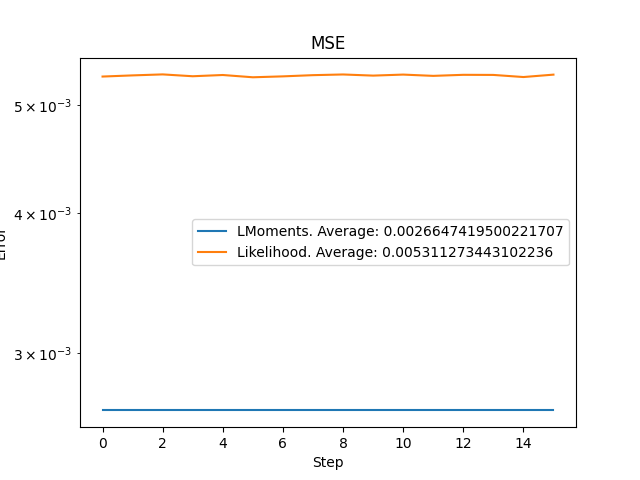 MSE
5 × 10⁻³
4 × 10⁻³
3 × 10⁻³
Error
LMoments. Average: 0.0026647419500221707
Likelihood. Average: 0.005311273443102236
0 2 4 6 8 10 12 14
Step